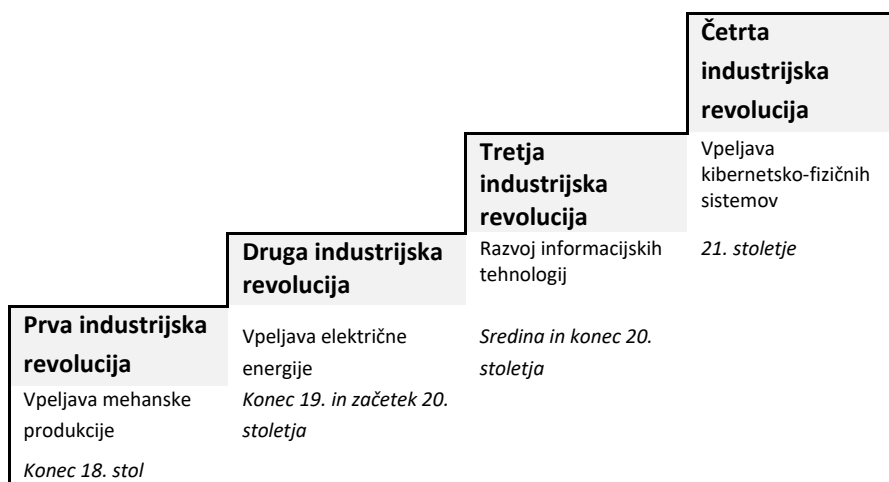 Prva industrijska
revolucija
Vpeljava mehanske
produkcije
Konec 18. stol
Druga industrijska
revolucija
Vpeljava električne
energije
Konec 19. in začetek 20.
stoletja
Tretja
industrijska
revolucija
Razvoj informacijskih
tehnologij
Sredina in konec 20.
stoletja
Četrta
industrijska
revolucija
Vpeljava
kibernetsko-fizičnih
sistemov
21. stoletje